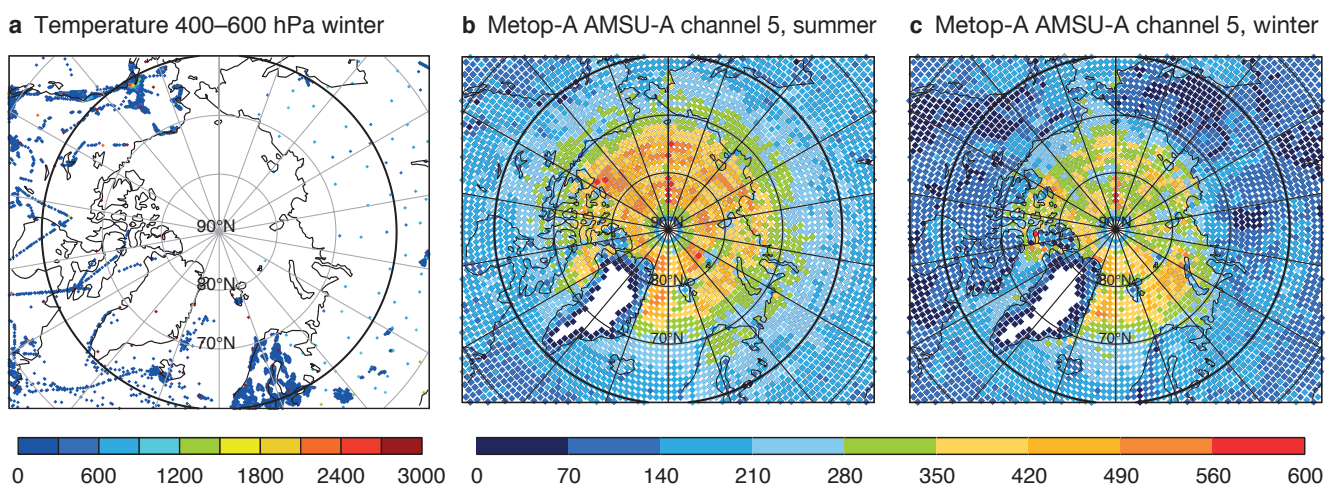 a Temperature 400–600 hPa winter
b Metop-A AMSU-A channel 5, summer
c Metop-A AMSU-A channel 5, winter
90°N
80°N
70°N
90°N
80°N
70°N
90°N
80°N
70°N
0 600 1200 1800 2400 3000
0 70 140 210 280 350 420 490 560 600